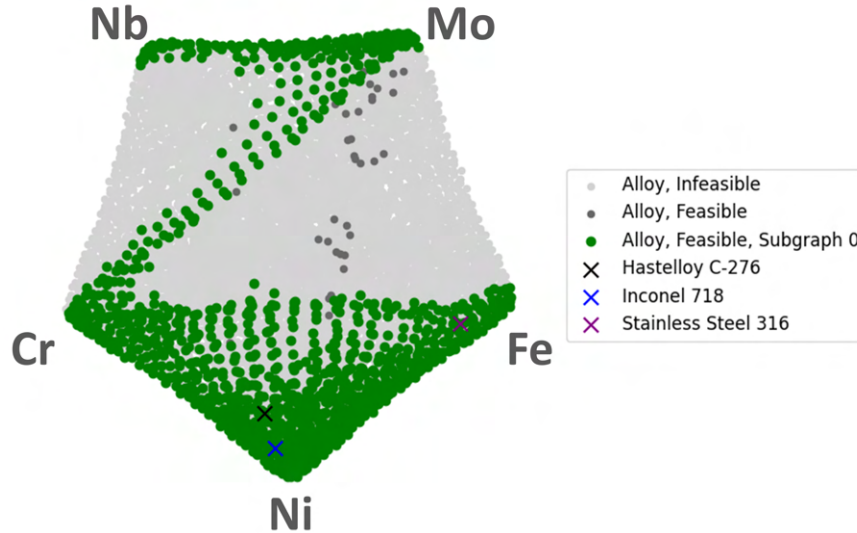 Nb
Mo
Alloy, Infeasible
Alloy, Feasible
Alloy, Feasible, Subgraph 0
Hastelloy C-276
Inconel 718
Stainless Steel 316
Cr
Fe
Ni